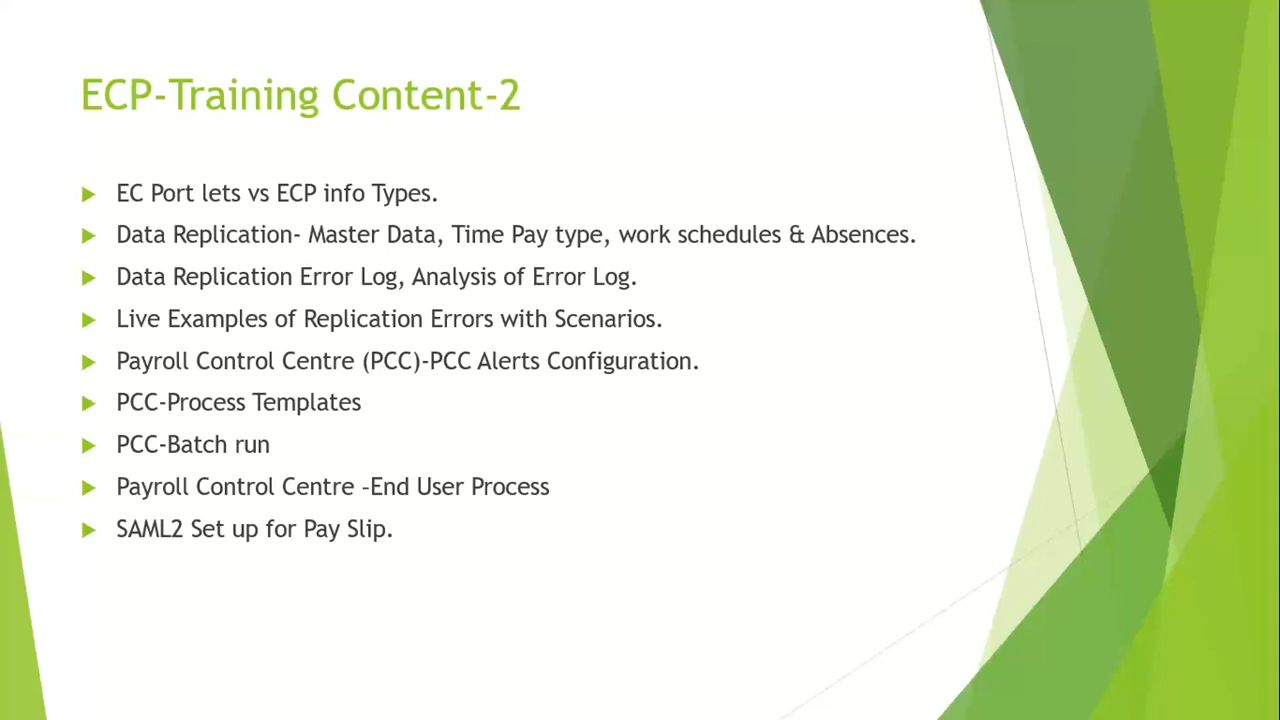 ECP-Training Content-2
EC Port lets vs ECP info Types.
Data Replication- Master Data, Time Pay type, work schedules & Absences.
Data Replication Error Log, Analysis of Error Log.
Live Examples of Replication Errors with Scenarios.
Payroll Control Centre (PCC)-PCC Alerts Configuration.
PCC-Process Templates
PCC-Batch run
Payroll Control Centre –End User Process
SAML2 Set up for Pay Slip.